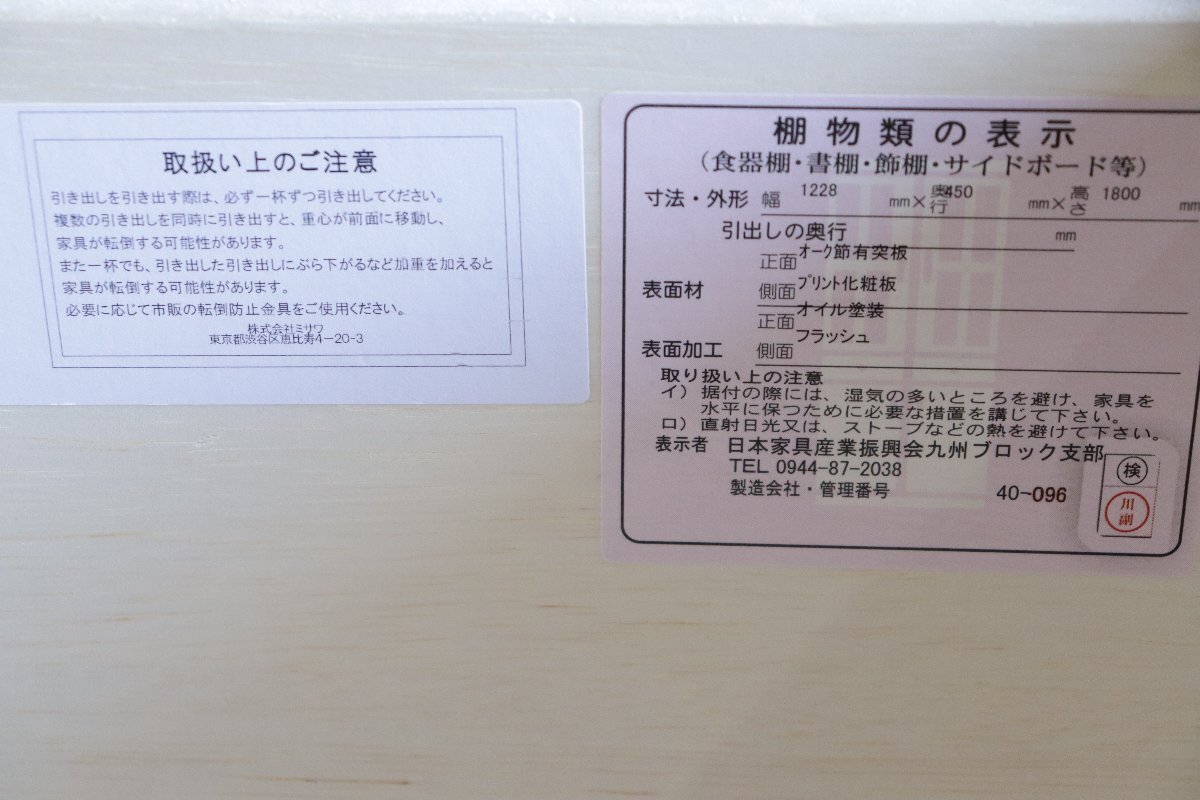 取扱い上のご注意
引き出しを引き出す際は、必ず一杯ずつ引き出してください。
複数の引き出しを同時に引き出すと、重心が前面に移動し、
家具が転倒する可能性があります。
また一杯でも、引き出した引き出しにぶら下がるなど加重を加えると
家具が転倒する可能性があります。
必要に応じて市販の転倒防止金具をご使用ください。
株式会社ミサワ
東京都渋谷区恵比寿4-20-3
棚物類の表示
（食器棚・書棚・飾棚・サイドボード等）
寸法・外形 幅 1228 mm× 奥行 450 mm× 高さ 1800 mm
引出しの奥行 mm
表面材 正面 オーク節有突板
側面 プリント化粧板
表面加工 正面 オイル塗装
側面 フラッシュ
取り扱い上の注意
イ）据付の際には、湿気の多いところを避け、家具を
水平に保つために必要な措置を講じて下さい。
ロ）直射日光又は、ストーブなどの熱を避けて下さい。
表示者 日本家具産業振興会九州ブロック支部
TEL 0944-87-2038
製造会社・管理番号 40-096
検
川副